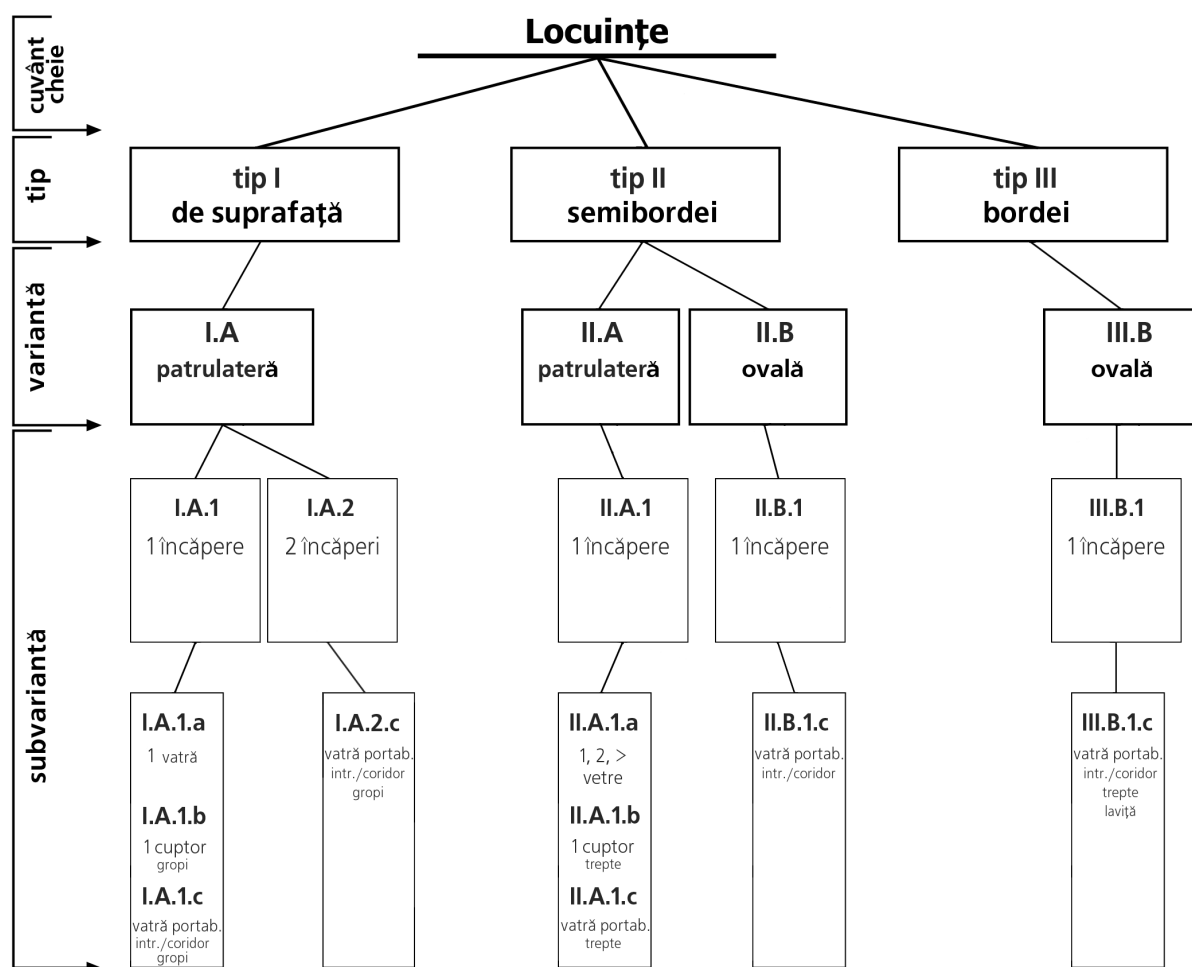 Locuințe
cuvânt
cheie
tip
tip I
de suprafață
tip II
semibordei
tip III
bordei
variantă
I.A
patrulateră
II.A
patrulateră
II.B
ovală
III.B
ovală
subvariantă
I.A.1
1 încăpere
I.A.2
2 încăperi
II.A.1
1 încăpere
II.B.1
1 încăpere
III.B.1
1 încăpere
I.A.1.a
1 vatră
I.A.1.b
1 cuptor
gropi
I.A.1.c
vatră portab.
intr./coridor
gropi
I.A.2.c
vatră portab.
intr./coridor
gropi
II.A.1.a
1, 2, >
vetre
II.A.1.b
1 cuptor
trepte
II.A.1.c
vatră portab.
trepte
II.B.1.c
vatră portab.
intr./coridor
III.B.1.c
vatră portab.
intr./coridor
trepte
laviță